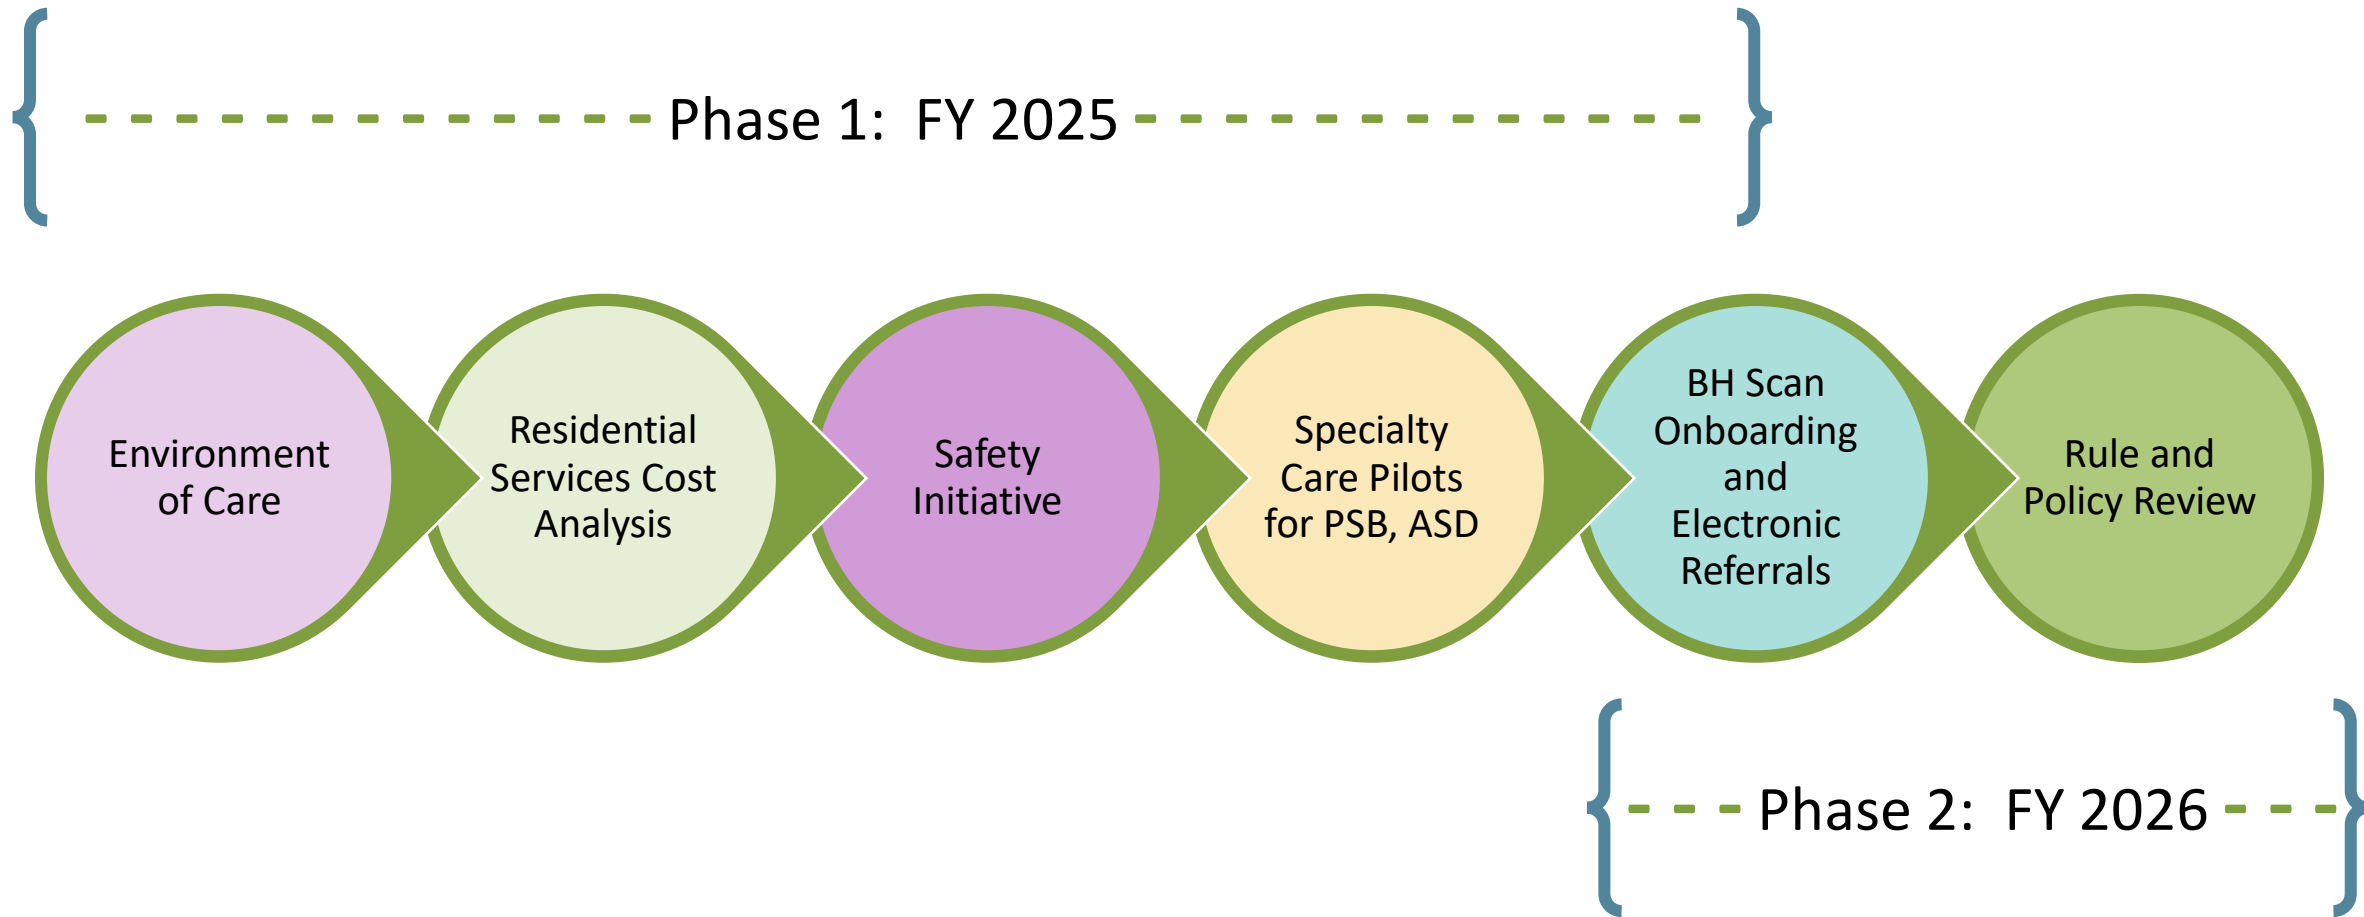 Phase 1:  FY 2025
Environment
of Care
Residential
Services Cost
Analysis
Safety
Initiative
Specialty
Care Pilots
for PSB, ASD
BH Scan
Onboarding
and
Electronic
Referrals
Rule and
Policy Review
Phase 2:  FY 2026